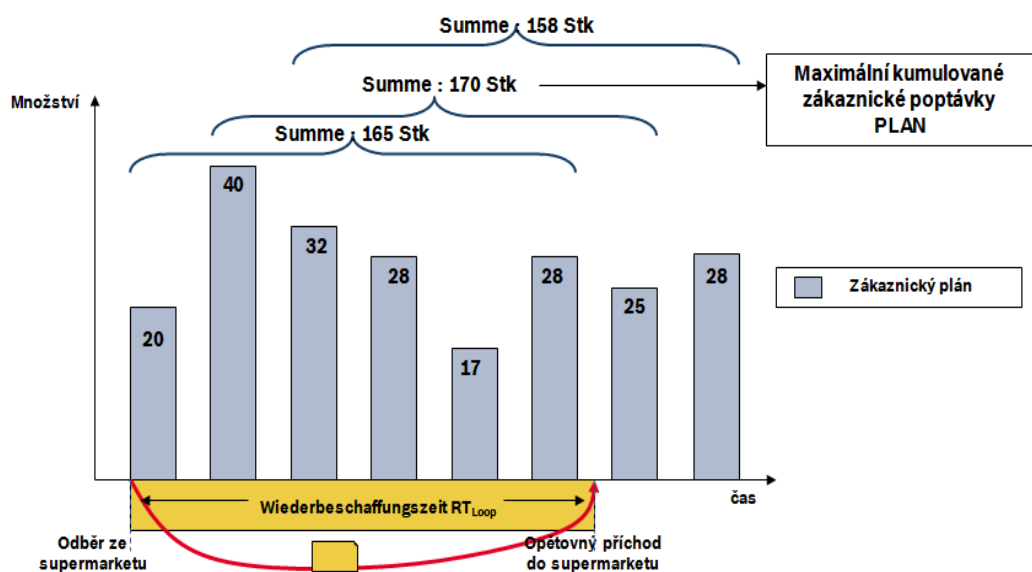 Summe : 158 Stk
Summe : 170 Stk
Summe : 165 Stk
Maximální kumulované
zákaznické poptávky
PLAN
Množství
20
40
32
28
17
28
25
28
Zákaznický plán
čas
Wiederbeschaffungszeit RTLoop
Odběr ze
supermarketu
Opětovný příchod
do supermarketu